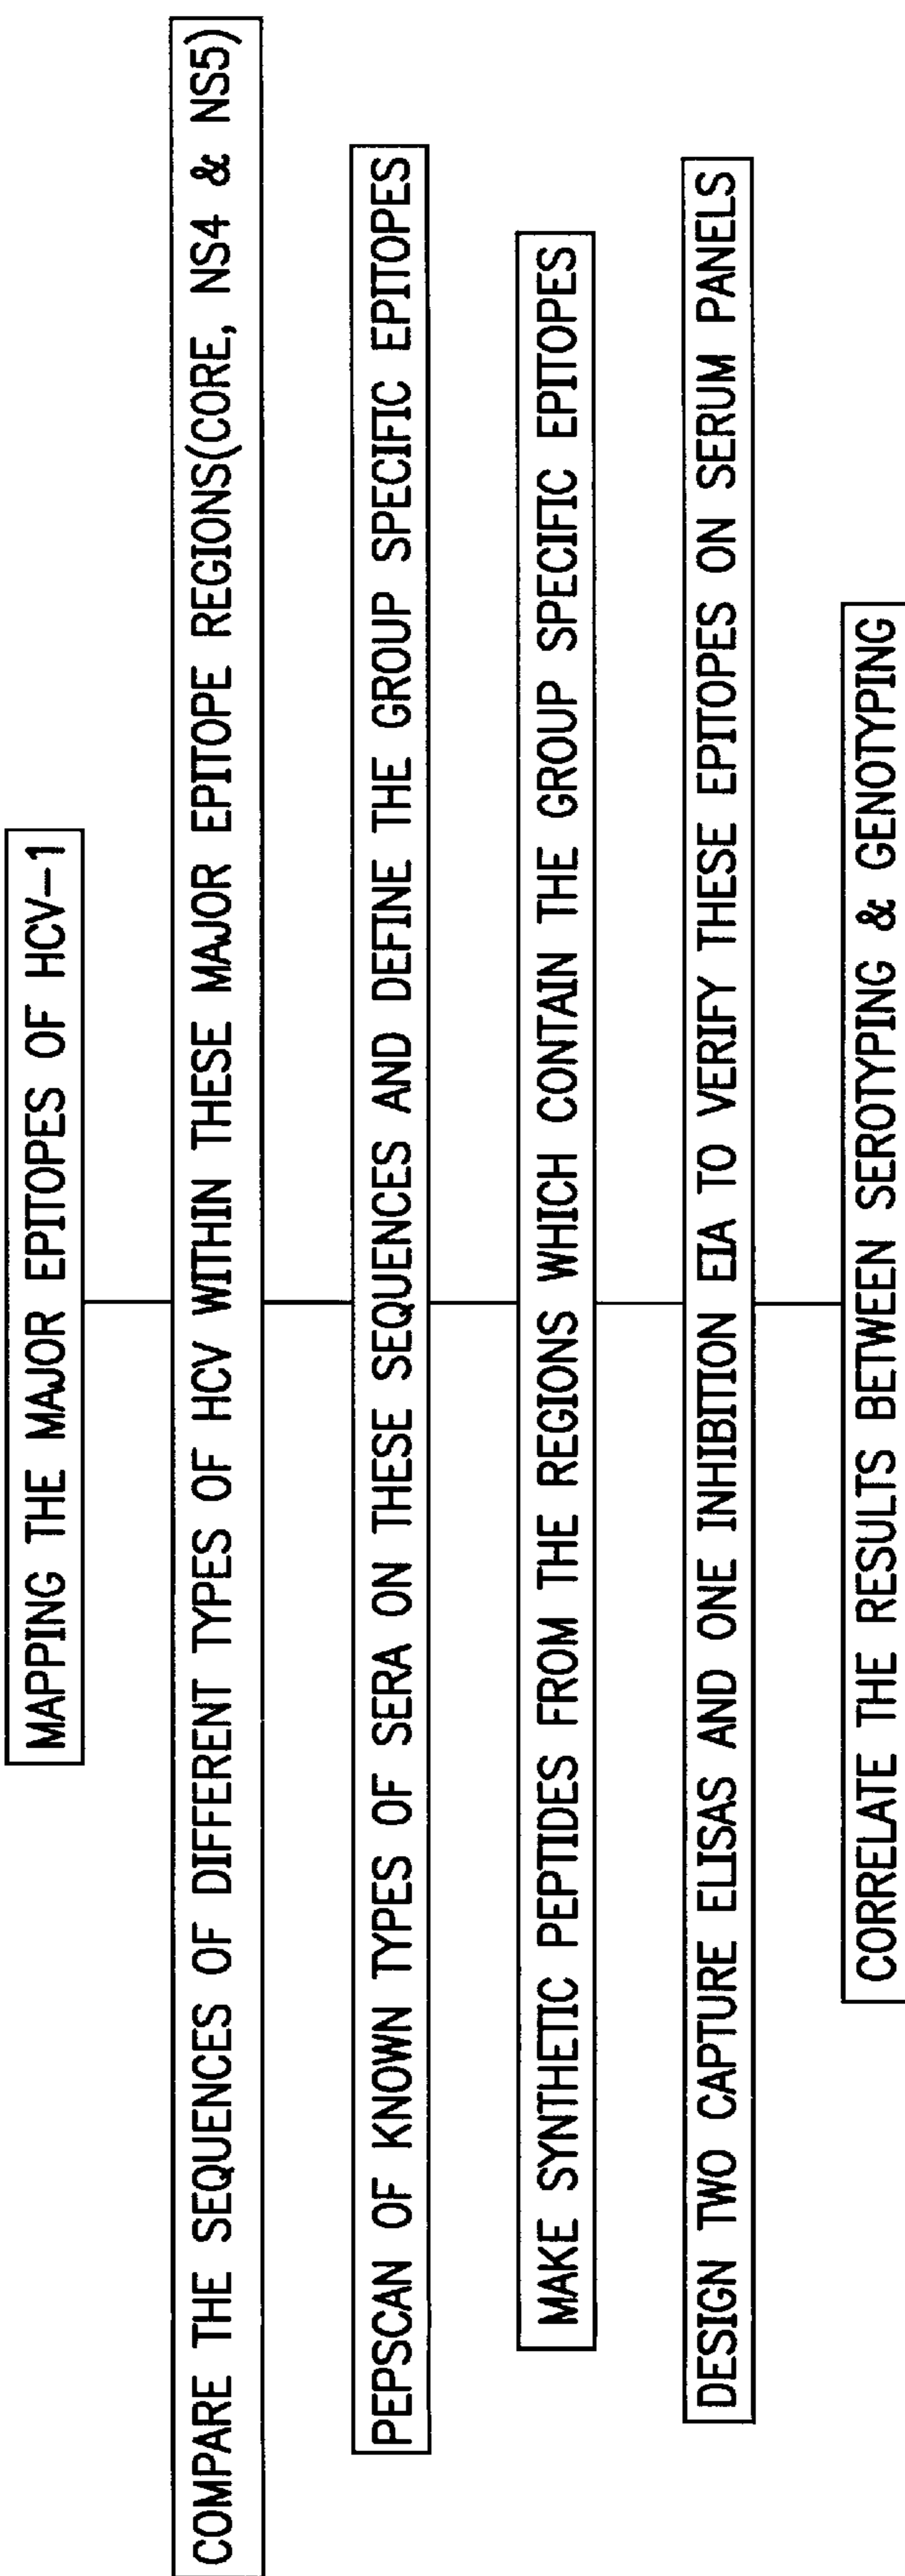 MAPPING THE MAJOR EPITOPES OF HCV-1
COMPARE THE SEQUENCES OF DIFFERENT TYPES OF HCV WITHIN THESE MAJOR EPITOPE REGIONS(CORE, NS4 & NS5)
PEPSCAN OF KNOWN TYPES OF SERA ON THESE SEQUENCES AND DEFINE THE GROUP SPECIFIC EPITOPES
MAKE SYNTHETIC PEPTIDES FROM THE REGIONS WHICH CONTAIN THE GROUP SPECIFIC EPITOPES
DESIGN TWO CAPTURE ELISAS AND ONE INHIBITION EIA TO VERIFY THESE EPITOPES ON SERUM PANELS
CORRELATE THE RESULTS BETWEEN SEROTYPING & GENOTYPING